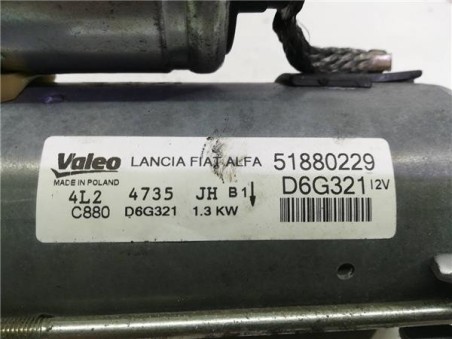 Valeo LANCIA FIAT ALFA 51880229
MADE IN POLAND D6G321 12V
4L2 4735 JH B1
C880 D6G321 1.3 KW